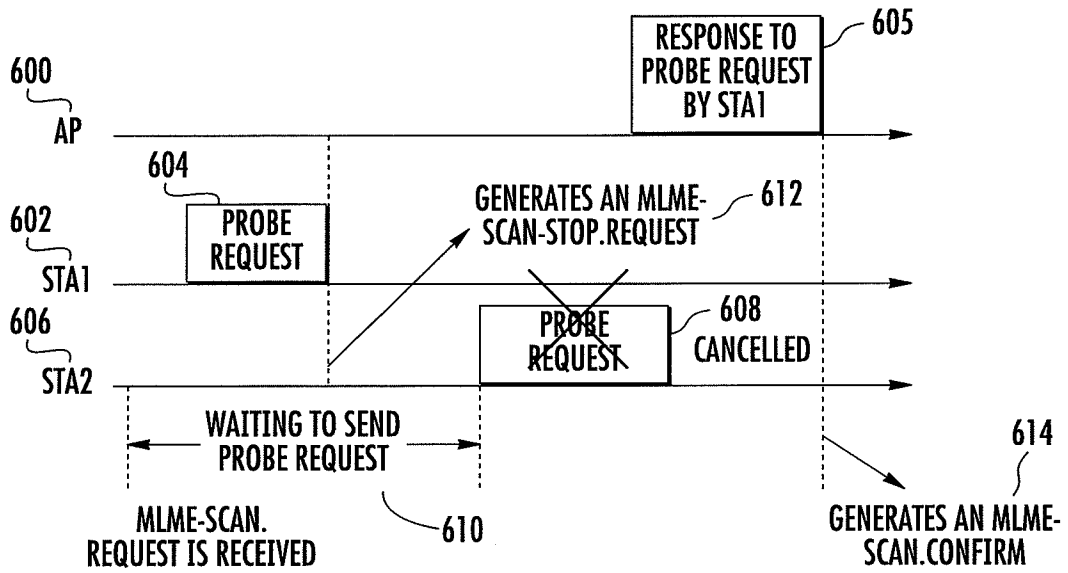 600
AP
RESPONSE TO
PROBE REQUEST
BY STA1
605
604
PROBE
REQUEST
602
STA1
GENERATES AN MLME-
SCAN-STOP.REQUEST
612
606
STA2
PROBE
REQUEST
608
CANCELLED
WAITING TO SEND
PROBE REQUEST
610
MLME-SCAN.
REQUEST IS RECEIVED
614
GENERATES AN MLME-
SCAN.CONFIRM